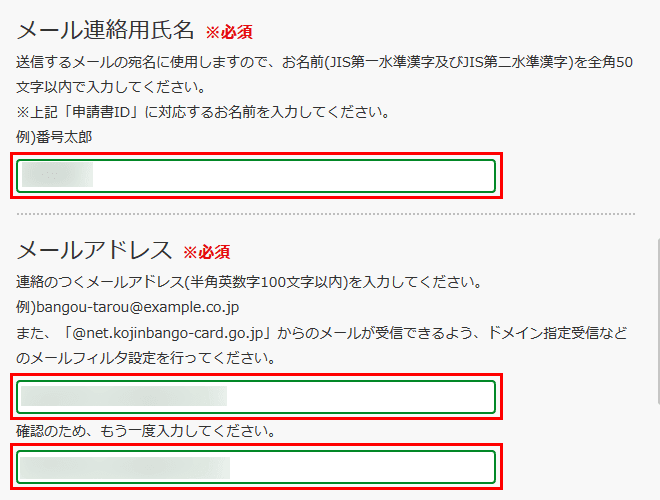 メール連絡用氏名 ※必須
送信するメールの宛名に使用しますので、お名前(JIS第一水準漢字及びJIS第二水準漢字)を全角50
文字以内で入力してください。
※上記「申請書ID」に対応するお名前を入力してください。
例)番号太郎
メールアドレス ※必須
連絡のつくメールアドレス(半角英数字100文字以内)を入力してください。
例)bangou-tarou@example.co.jp
また、「@net.kojinbango-card.go.jp」からのメールが受信できるよう、ドメイン指定受信など
のメールフィルタ設定を行ってください。
確認のため、もう一度入力してください。